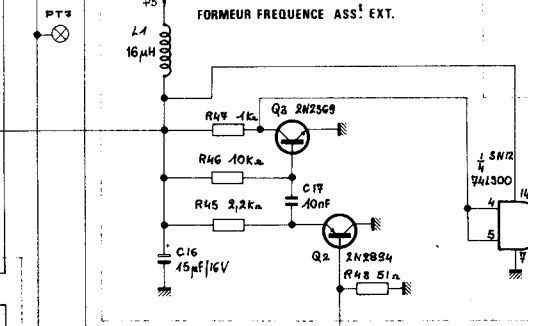 +5
FORMEUR FREQUENCE ASS.t EXT.
PT7
L1
16µH
Q3 2N2369
R47 1kΩ
R46 10KΩ
C17
10nF
R45 2,2KΩ
1/4 SN12
74LS00
14
4
5
7
C16
15µF/16V
Q2 2N2894
R48 51Ω